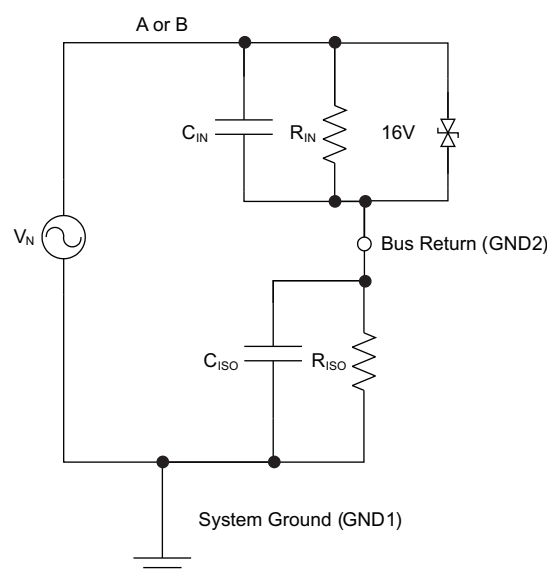 A or B
C_IN
R_IN
16V
V_N
Bus Return (GND2)
C_ISO
R_ISO
System Ground (GND1)